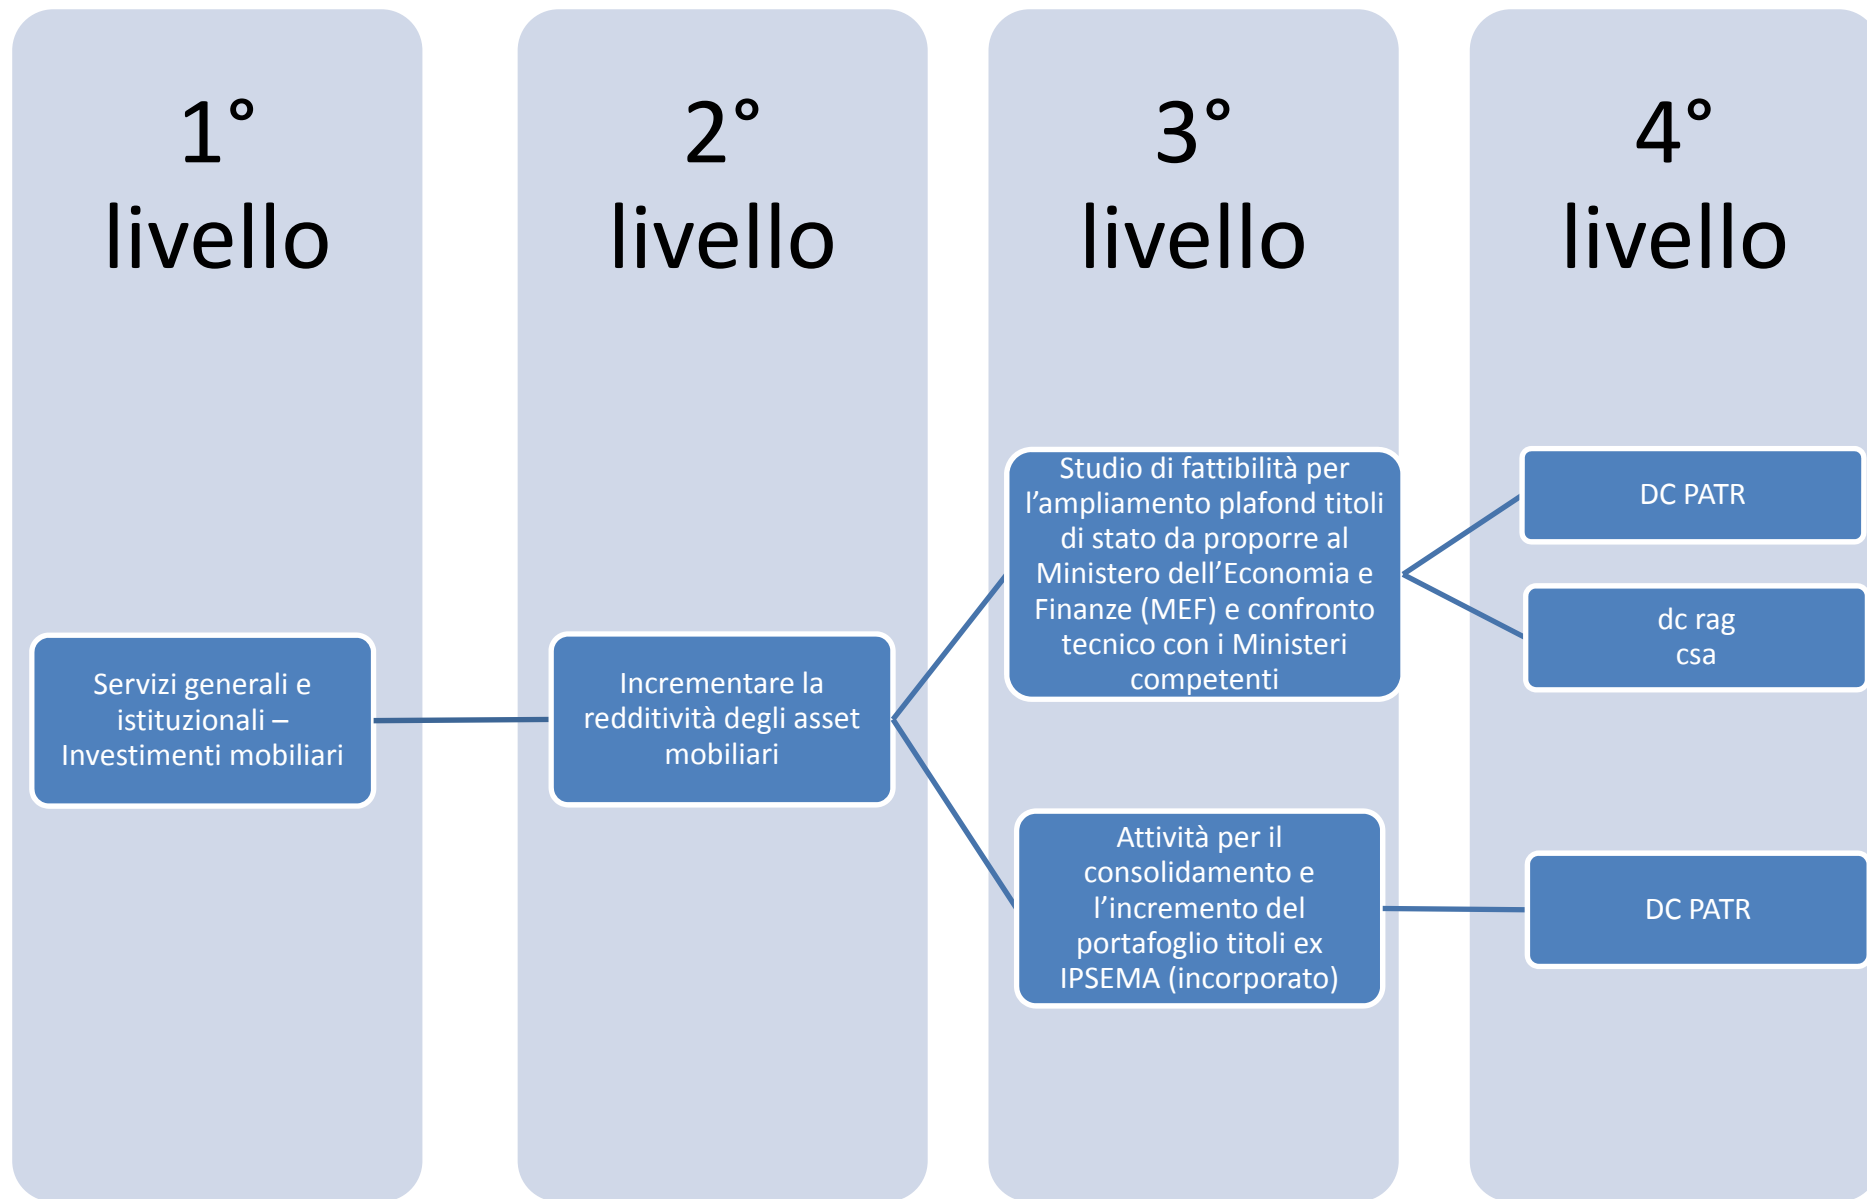 1°
livello
2°
livello
3°
livello
4°
livello
Servizi generali e
istituzionali –
Investimenti mobiliari
Incrementare la
redditività degli asset
mobiliari
Studio di fattibilità per
l’ampliamento plafond titoli
di stato da proporre al
Ministero dell’Economia e
Finanze (MEF) e confronto
tecnico con i Ministeri
competenti
Attività per il
consolidamento e
l’incremento del
portafoglio titoli ex
IPSEMA (incorporato)
DC PATR
dc rag
csa
DC PATR